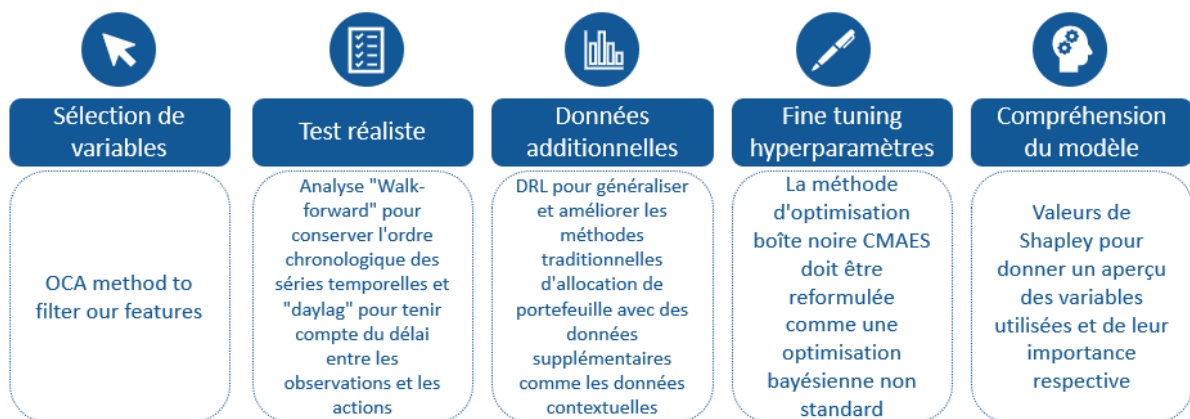 Sélection de
variables
Test réaliste
Données
additionnelles
Fine tuning
hyperparamètres
Compréhension
du modèle
OCA method to
filter our features
Analyse "Walk-
forward" pour
conserver l'ordre
chronologique des
séries temporelles et
"daylag" pour tenir
compte du délai
entre les
observations et les
actions
DRL pour généraliser
et améliorer les
méthodes
traditionnelles
d'allocation de
portefeuille avec des
données
supplémentaires
comme les données
contextuelles
La méthode
d'optimisation
boîte noire CMAES
doit être
reformulée
comme une
optimisation
bayésienne non
standard
Valeurs de
Shapley pour
donner un aperçu
des variables
utilisées et de leur
importance
respective